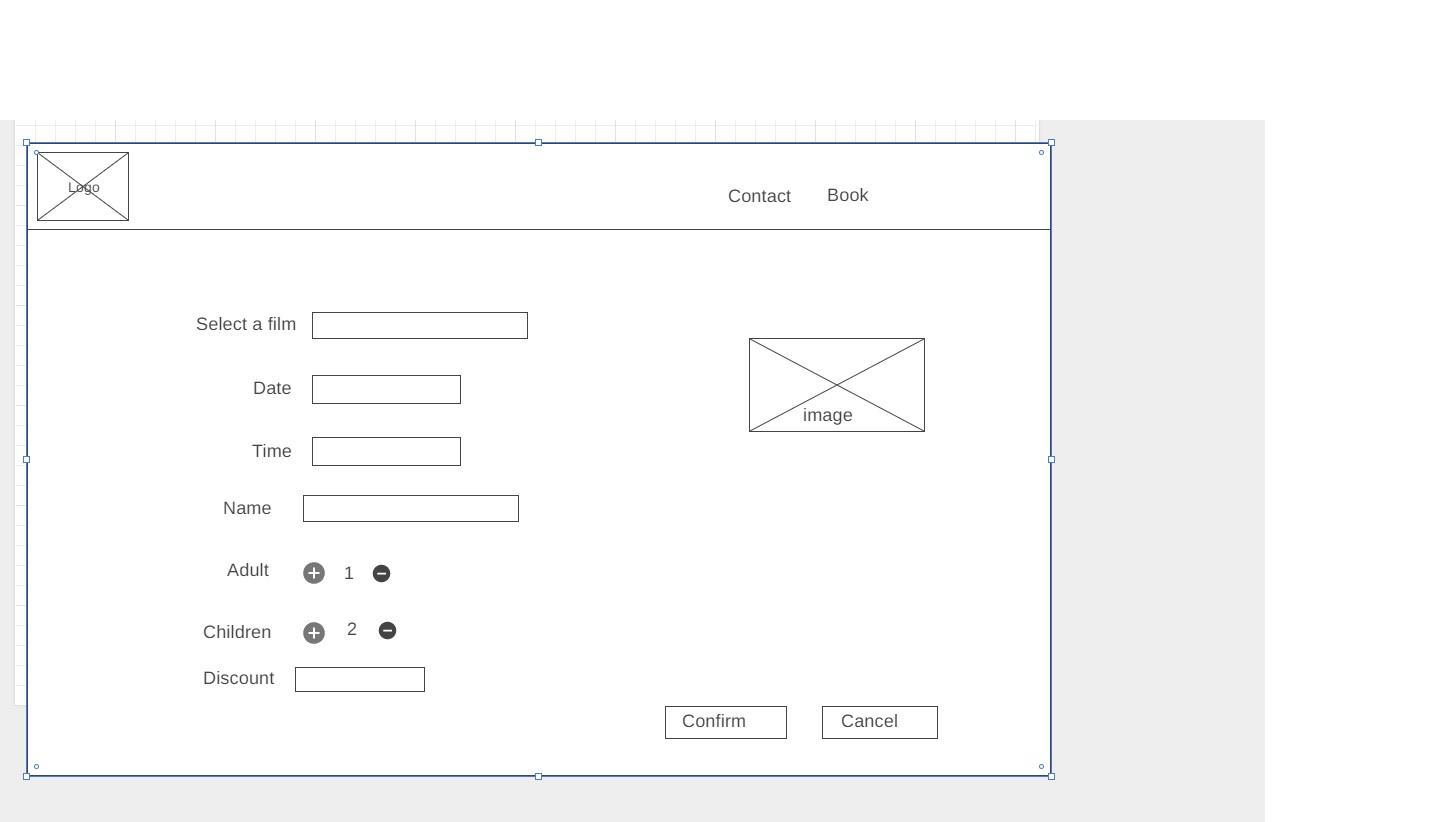 Logo
Contact Book
Select a film
Date
image
Time
Name
Adult 1
Children 2
Discount
Confirm Cancel